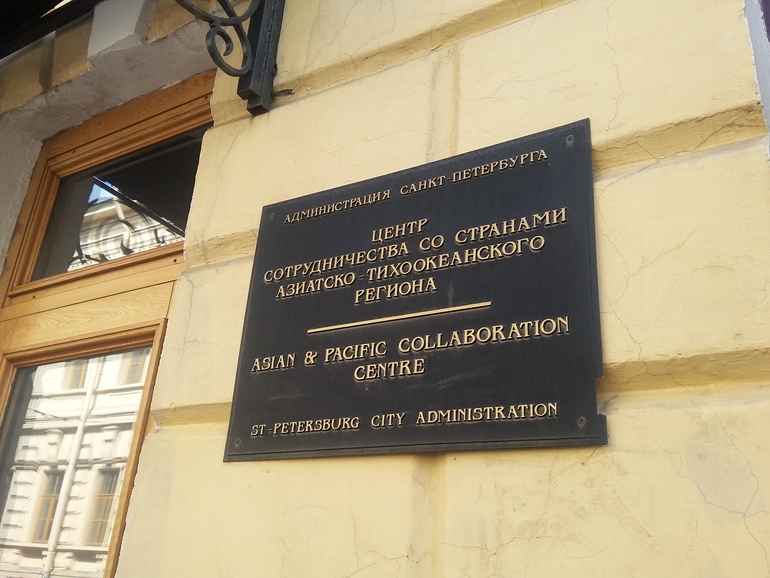 АДМИНИСТРАЦИЯ САНКТ-ПЕТЕРБУРГА
ЦЕНТР
СОТРУДНИЧЕСТВА СО СТРАНАМИ
АЗИАТСКО-ТИХООКЕАНСКОГО
РЕГИОНА
ASIAN & PACIFIC COLLABORATION
CENTRE
ST-PETERSBURG CITY ADMINISTRATION